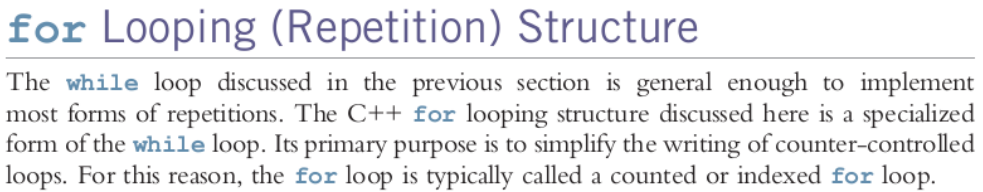 for Looping (Repetition) Structure
The while loop discussed in the previous section is general enough to implement
most forms of repetitions. The C++ for looping structure discussed here is a specialized
form of the while loop. Its primary purpose is to simplify the writing of counter-controlled
loops. For this reason, the for loop is typically called a counted or indexed for loop.